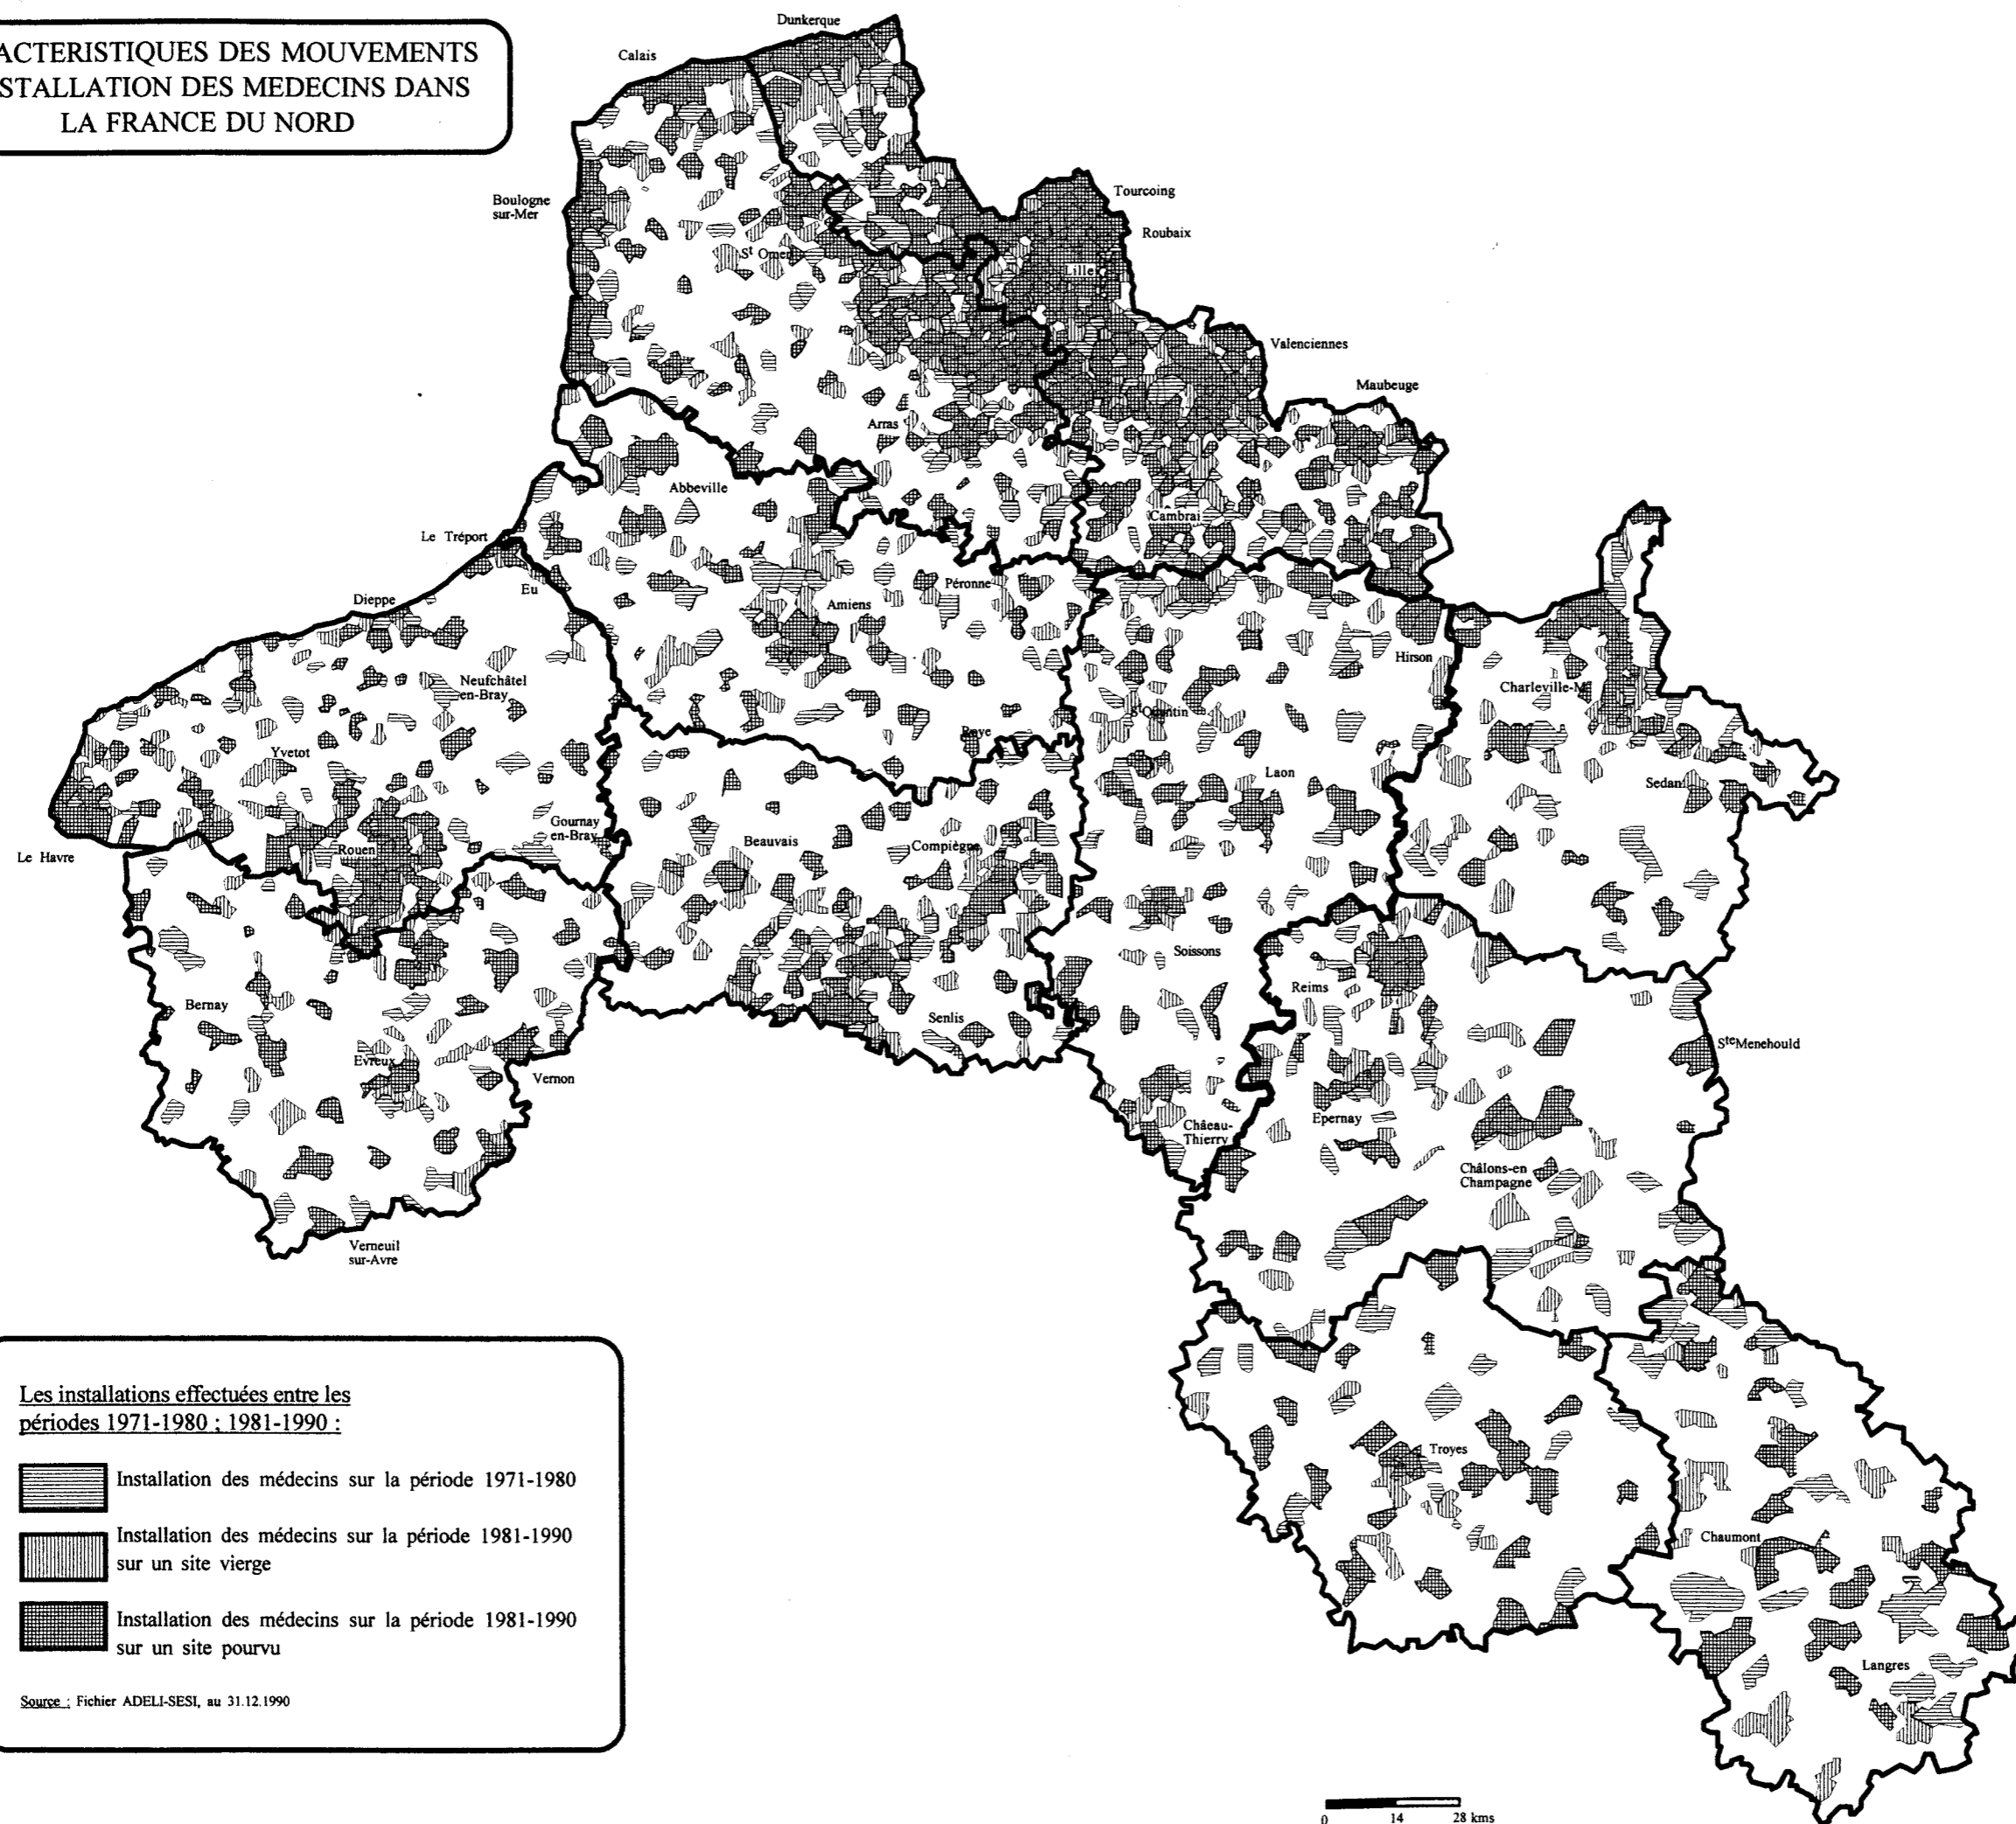 ACTERISTIQUES DES MOUVEMENTS
STALLATION DES MEDECINS DANS
LA FRANCE DU NORD
Dunkerque
Calais
Tourcoing
Boulogne
sur-Mer
Roubaix
St Omer
Lille
Valenciennes
Maubeuge
Arras
Abbeville
Cambrai
Le Tréport
Péronne
Eu
Dieppe
Amiens
Hirson
Neufchâtel
en-Bray
Charleville-M
St Quentin
Roye
Yvetot
Laon
Sedan
Gournay
en-Bray
Beauvais
Compiègne
Rouen
Le Havre
Soissons
Reims
Bernay
Senlis
Ste Menehould
Evreux
Vernon
Epernay
Châeau-
Thierry
Châlons-en
Champagne
Verneuil
sur-Avre
Troyes
Chaumont
Langres
Les installations effectuées entre les
périodes 1971-1980 ; 1981-1990 :
Installation des médecins sur la période 1971-1980
Installation des médecins sur la période 1981-1990
sur un site vierge
Installation des médecins sur la période 1981-1990
sur un site pourvu
Source : Fichier ADELI-SESI, au 31.12.1990
0 14 28 kms